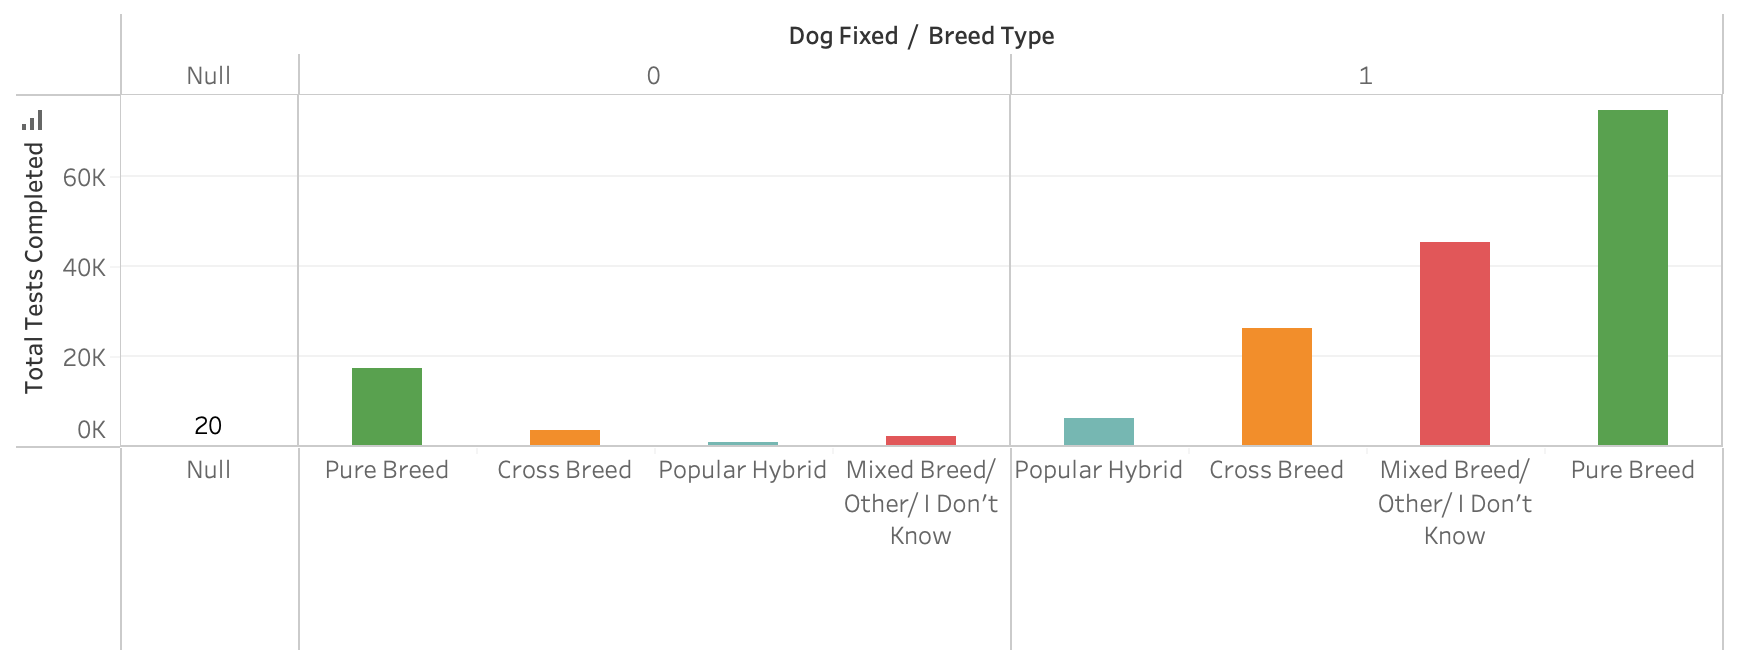 Dog Fixed / Breed Type
Null 0 1
Total Tests Completed
60K
40K
20K
0K
20
Null Pure Breed Cross Breed Popular Hybrid Mixed Breed/ Popular Hybrid Cross Breed Mixed Breed/ Pure Breed
Other/ I Don't Other/ I Don't
Know Know